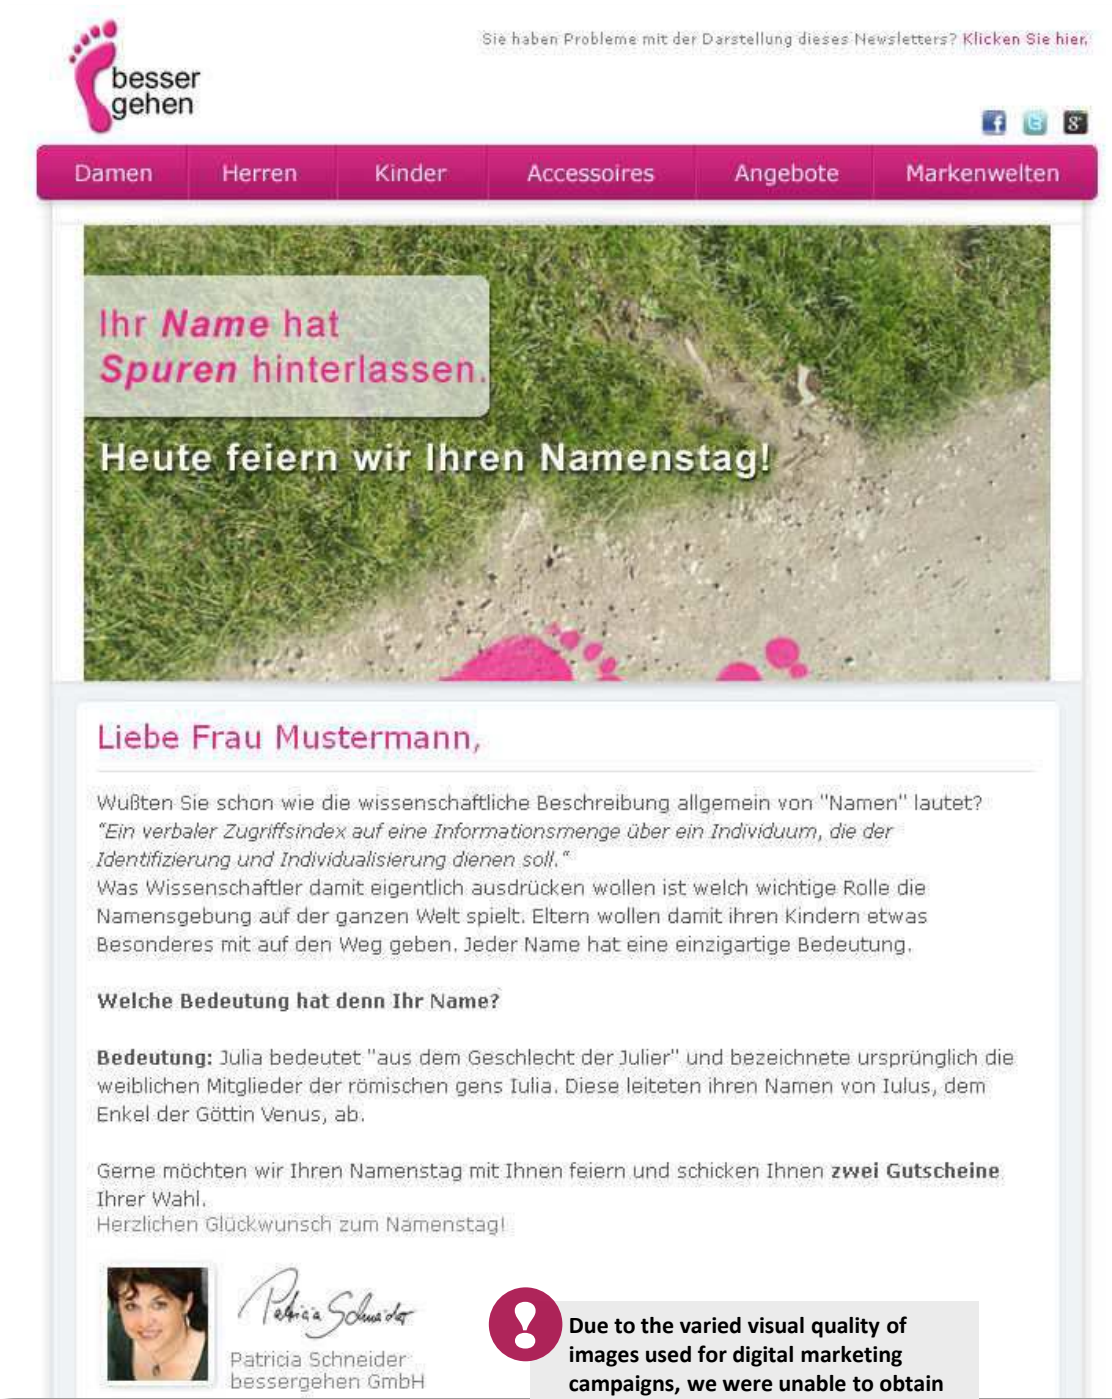 Sie haben Probleme mit der Darstellung dieses Newsletters? Klicken Sie hier.
besser
gehen
Damen Herren Kinder Accessoires Angebote Markenwelten
Ihr Name hat
Spuren hinterlassen.
Heute feiern wir Ihren Namenstag!
Liebe Frau Mustermann,
Wußten Sie schon wie die wissenschaftliche Beschreibung allgemein von "Namen" lautet?
"Ein verbaler Zugriffsindex auf eine Informationsmenge über ein Individuum, die der
Identifizierung und Individualisierung dienen soll."
Was Wissenschaftler damit eigentlich ausdrücken wollen ist welch wichtige Rolle die
Namensgebung auf der ganzen Welt spielt. Eltern wollen damit ihren Kindern etwas
Besonderes mit auf den Weg geben. Jeder Name hat eine einzigartige Bedeutung.
Welche Bedeutung hat denn Ihr Name?
Bedeutung: Julia bedeutet "aus dem Geschlecht der Julier" und bezeichnete ursprünglich die
weiblichen Mitglieder der römischen gens Iulia. Diese leiteten ihren Namen von Iulus, dem
Enkel der Göttin Venus, ab.
Gerne möchten wir Ihren Namenstag mit Ihnen feiern und schicken Ihnen zwei Gutscheine
Ihrer Wahl.
Herzlichen Glückwunsch zum Namenstag!
Patricia Schneider
Patricia Schneider
bessergehen GmbH
Due to the varied visual quality of
images used for digital marketing
campaigns, we were unable to obtain